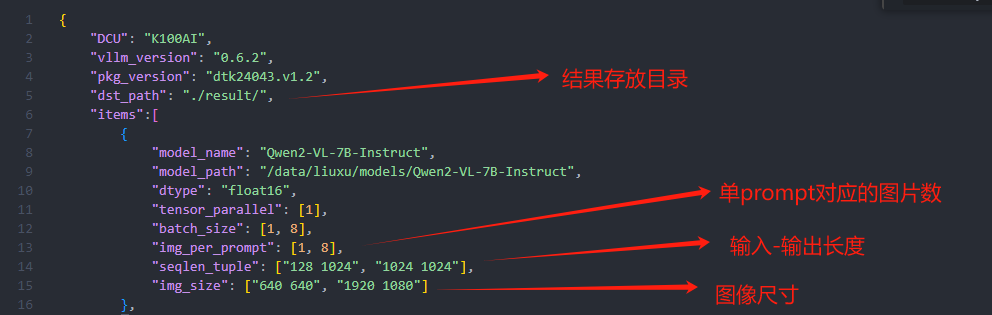 1 {
2 "DCU": "K100AI",
3 "vllm_version": "0.6.2",
4 "pkg_version": "dtk24043.v1.2",
5 "dst_path": "./result/", 结果存放目录
6 "items":[
7 {
8 "model_name": "Qwen2-VL-7B-Instruct",
9 "model_path": "/data/liuxu/models/Qwen2-VL-7B-Instruct",
10 "dtype": "float16",
11 "tensor_parallel": [1],
12 "batch_size": [1, 8],
13 "img_per_prompt": [1, 8], 单prompt对应的图片数
14 "seqlen_tuple": ["128 1024", "1024 1024"], 输入-输出长度
15 "img_size": ["640 640", "1920 1080"] 图像尺寸
16 },